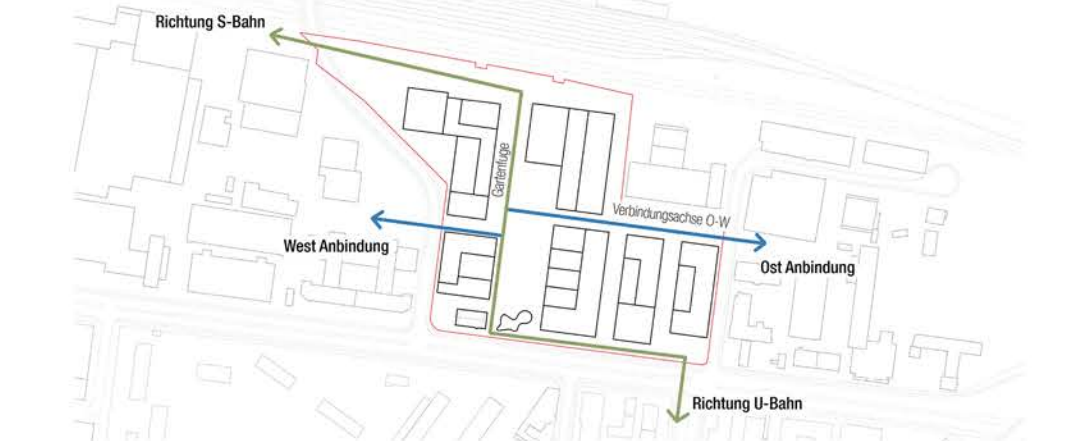 Richtung S-Bahn
Gartenfuge
Verbindungsachse O-W
West Anbindung
Ost Anbindung
Richtung U-Bahn